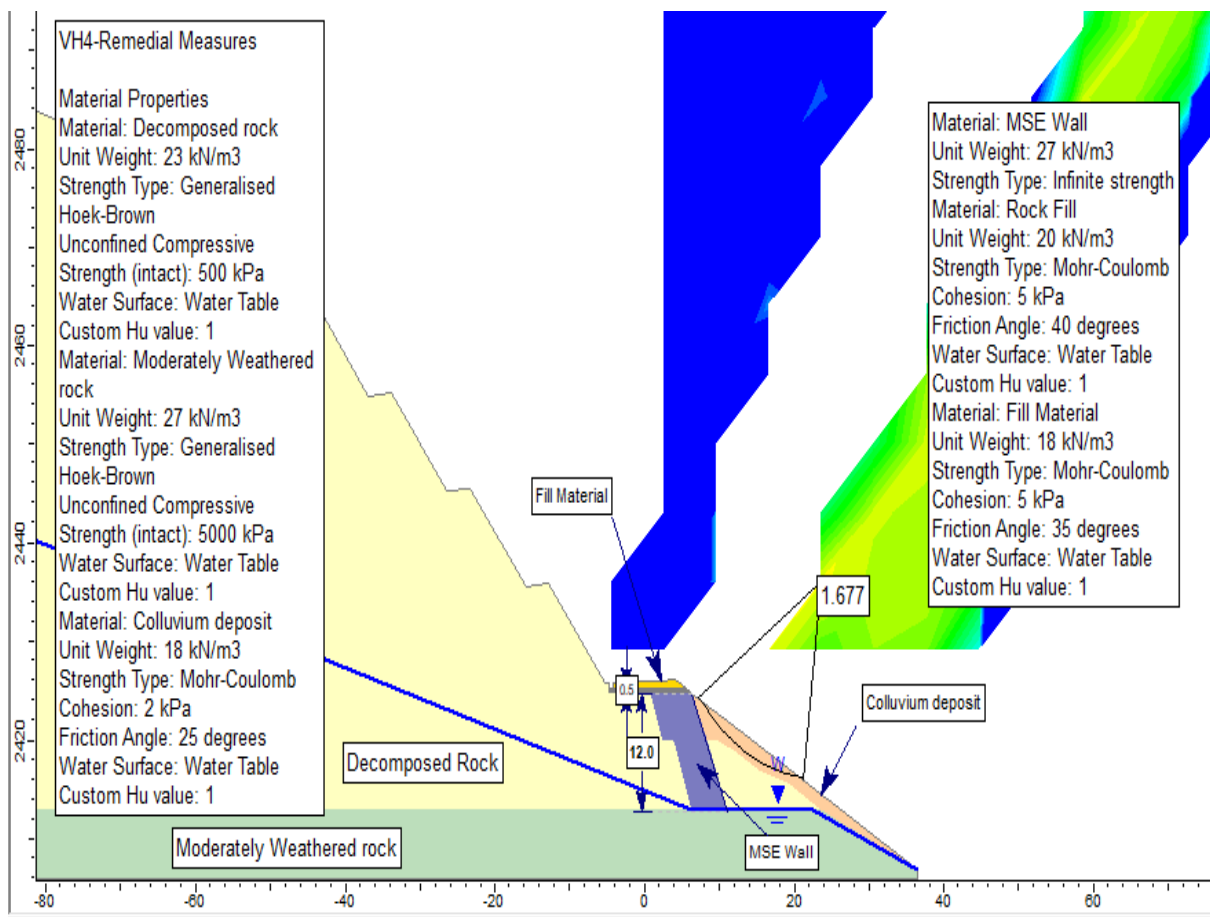 VH4-Remedial Measures
Material Properties
Material: Decomposed rock
Unit Weight: 23 kN/m3
Strength Type: Generalised
Hoek-Brown
Unconfined Compressive
Strength (intact): 500 kPa
Water Surface: Water Table
Custom Hu value: 1
Material: Moderately Weathered
rock
Unit Weight: 27 kN/m3
Strength Type: Generalised
Hoek-Brown
Unconfined Compressive
Strength (intact): 5000 kPa
Water Surface: Water Table
Custom Hu value: 1
Material: Colluvium deposit
Unit Weight: 18 kN/m3
Strength Type: Mohr-Coulomb
Cohesion: 2 kPa
Friction Angle: 25 degrees
Water Surface: Water Table
Custom Hu value: 1
Material: MSE Wall
Unit Weight: 27 kN/m3
Strength Type: Infinite strength
Material: Rock Fill
Unit Weight: 20 kN/m3
Strength Type: Mohr-Coulomb
Cohesion: 5 kPa
Friction Angle: 40 degrees
Water Surface: Water Table
Custom Hu value: 1
Material: Fill Material
Unit Weight: 18 kN/m3
Strength Type: Mohr-Coulomb
Cohesion: 5 kPa
Friction Angle: 35 degrees
Water Surface: Water Table
Custom Hu value: 1
Fill Material
1.677
0.5
Colluvium deposit
12.0
W
Decomposed Rock
MSE Wall
Moderately Weathered rock
2480
2460
2440
2420
-80 -60 -40 -20 0 20 40 60